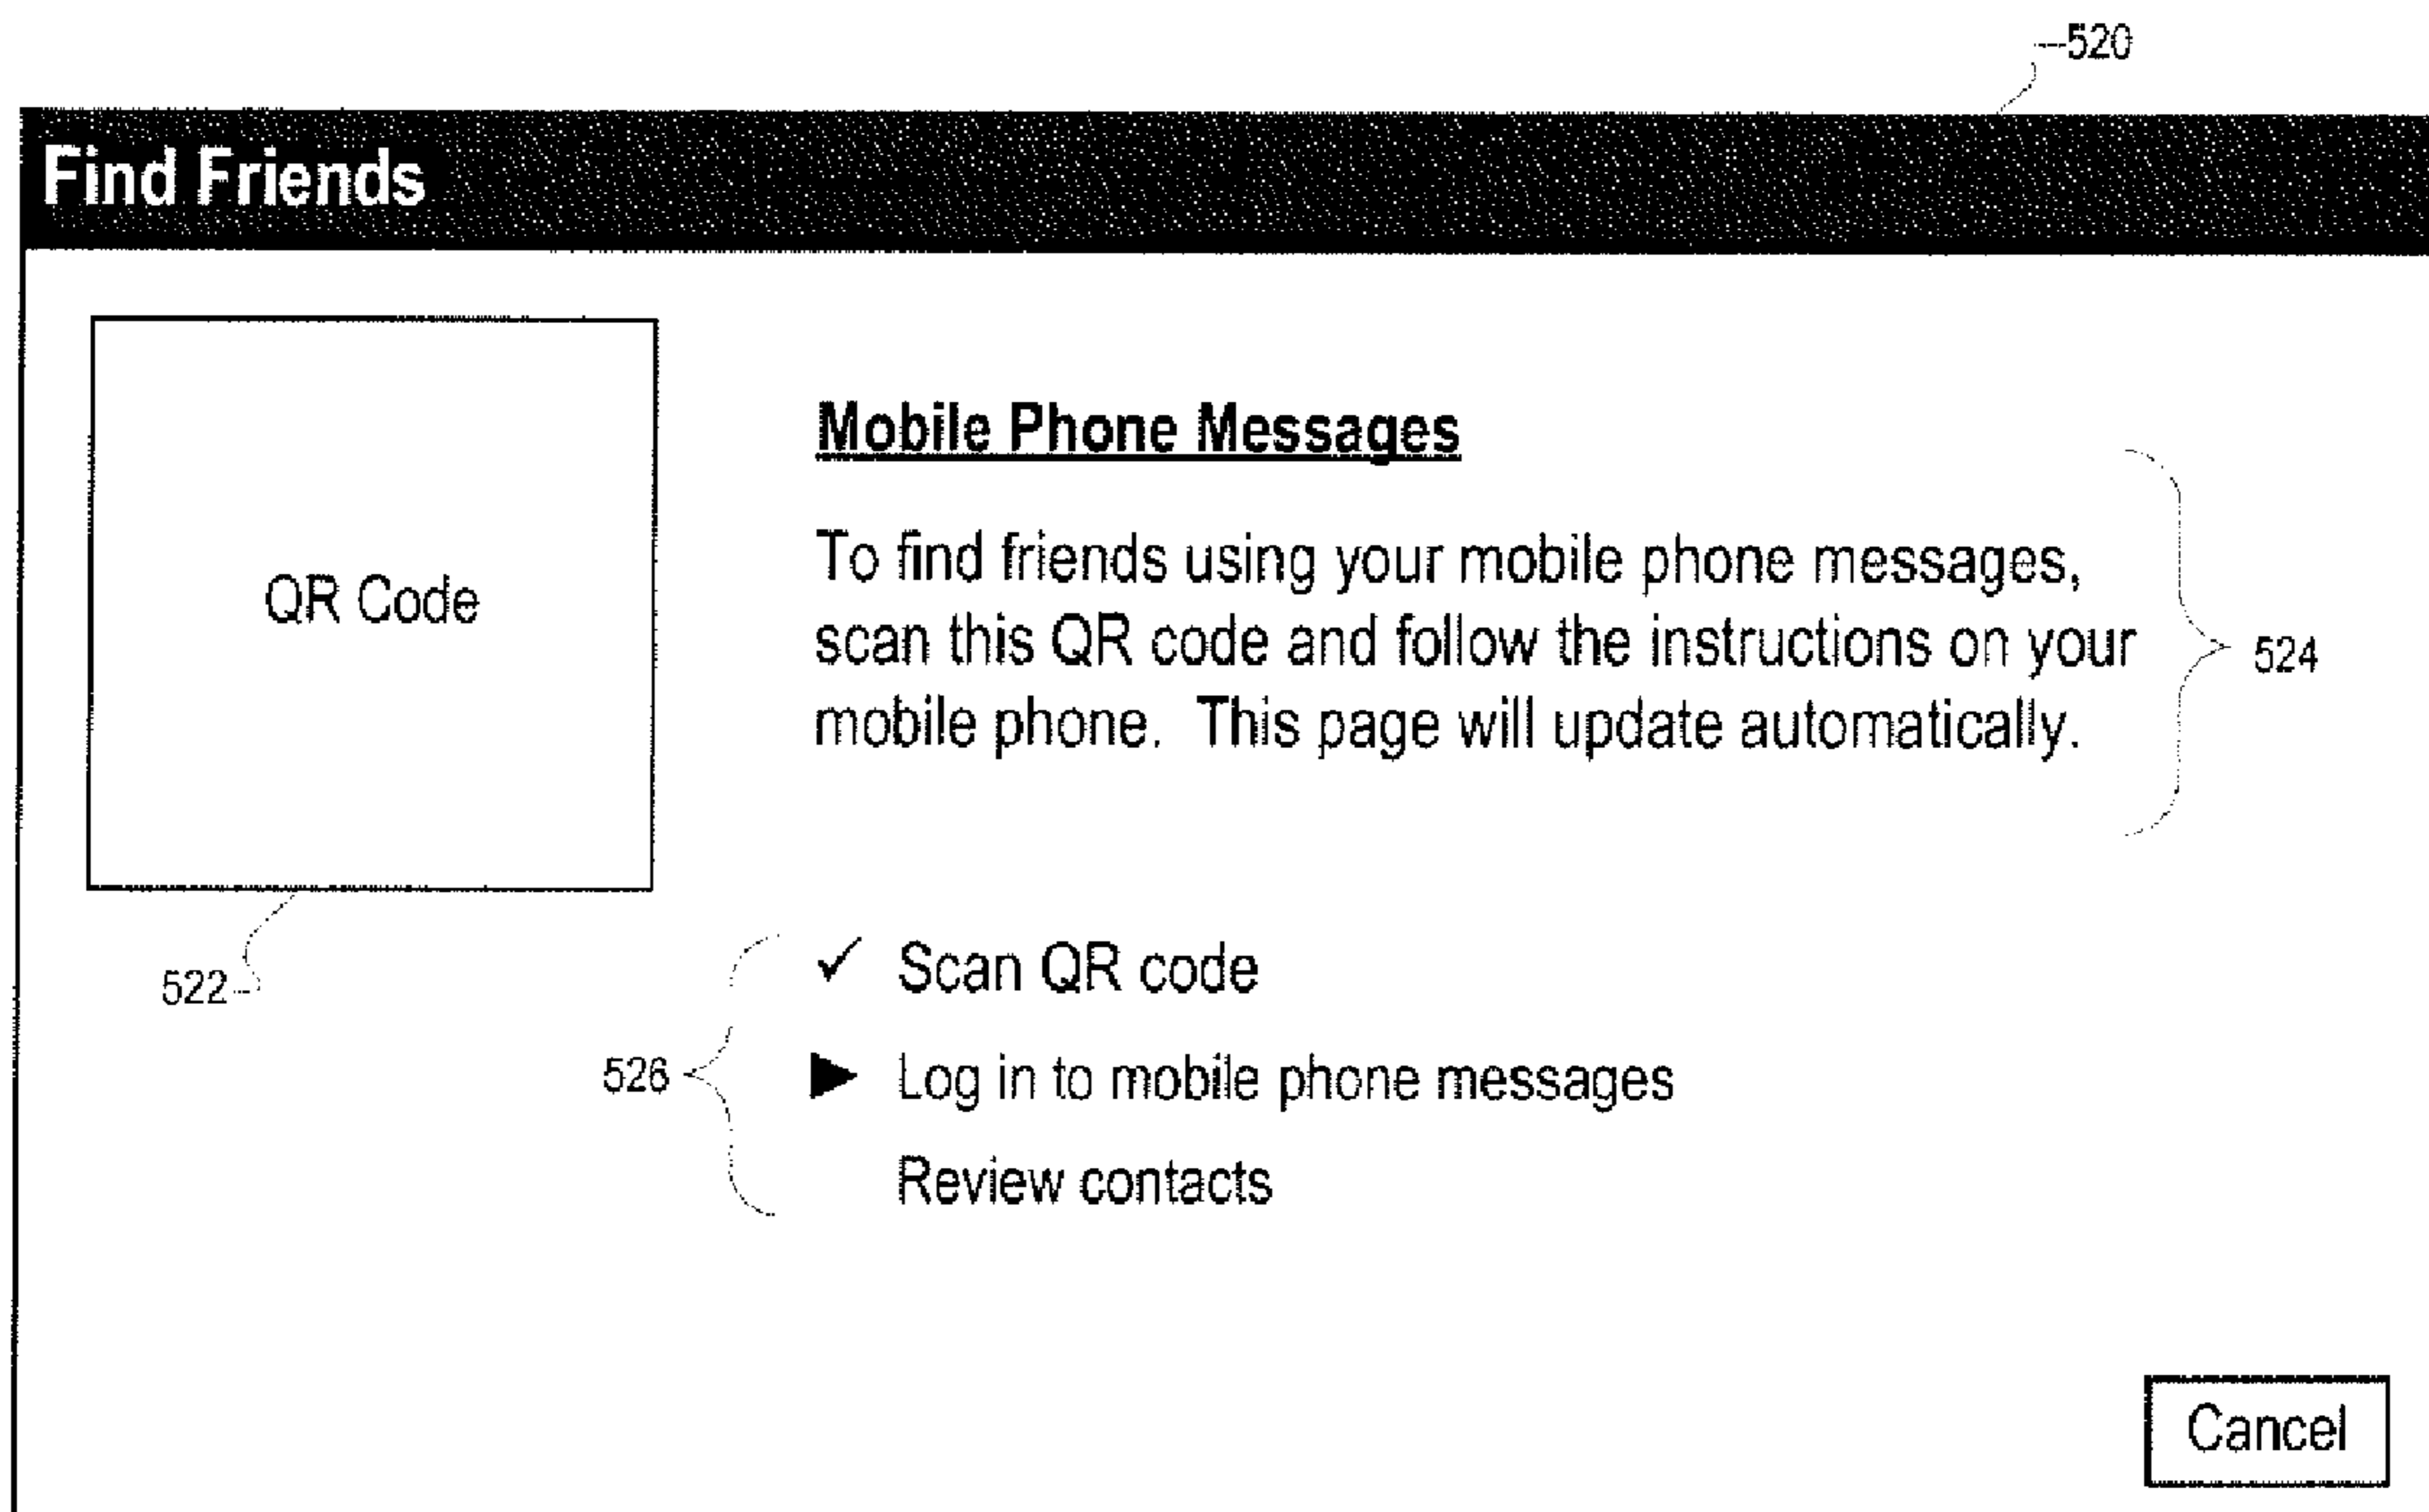 520
Find Friends
QR Code
Mobile Phone Messages
To find friends using your mobile phone messages,
scan this QR code and follow the instructions on your
mobile phone. This page will update automatically.
524
522
526
✓ Scan QR code
▶ Log in to mobile phone messages
Review contacts
Cancel